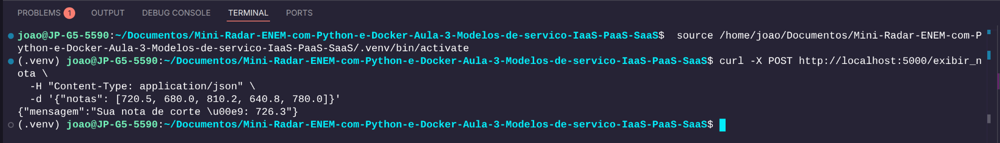 PROBLEMS 1 OUTPUT DEBUG CONSOLE TERMINAL PORTS
joao@JP-G5-5590:~/Documentos/Mini-Radar-ENEM-com-Python-e-Docker-Aula-3-Modelos-de-servico-IaaS-PaaS-SaaS$  source /home/joao/Documentos/Mini-Radar-ENEM-com-P
ython-e-Docker-Aula-3-Modelos-de-servico-IaaS-PaaS-SaaS/.venv/bin/activate
(.venv) joao@JP-G5-5590:~/Documentos/Mini-Radar-ENEM-com-Python-e-Docker-Aula-3-Modelos-de-servico-IaaS-PaaS-SaaS$ curl -X POST http://localhost:5000/exibir_n
ota \
  -H "Content-Type: application/json" \
  -d '{"notas": [720.5, 680.0, 810.2, 640.8, 780.0]}'
{"mensagem":"Sua nota de corte \u00e9: 726.3"}
(.venv) joao@JP-G5-5590:~/Documentos/Mini-Radar-ENEM-com-Python-e-Docker-Aula-3-Modelos-de-servico-IaaS-PaaS-SaaS$